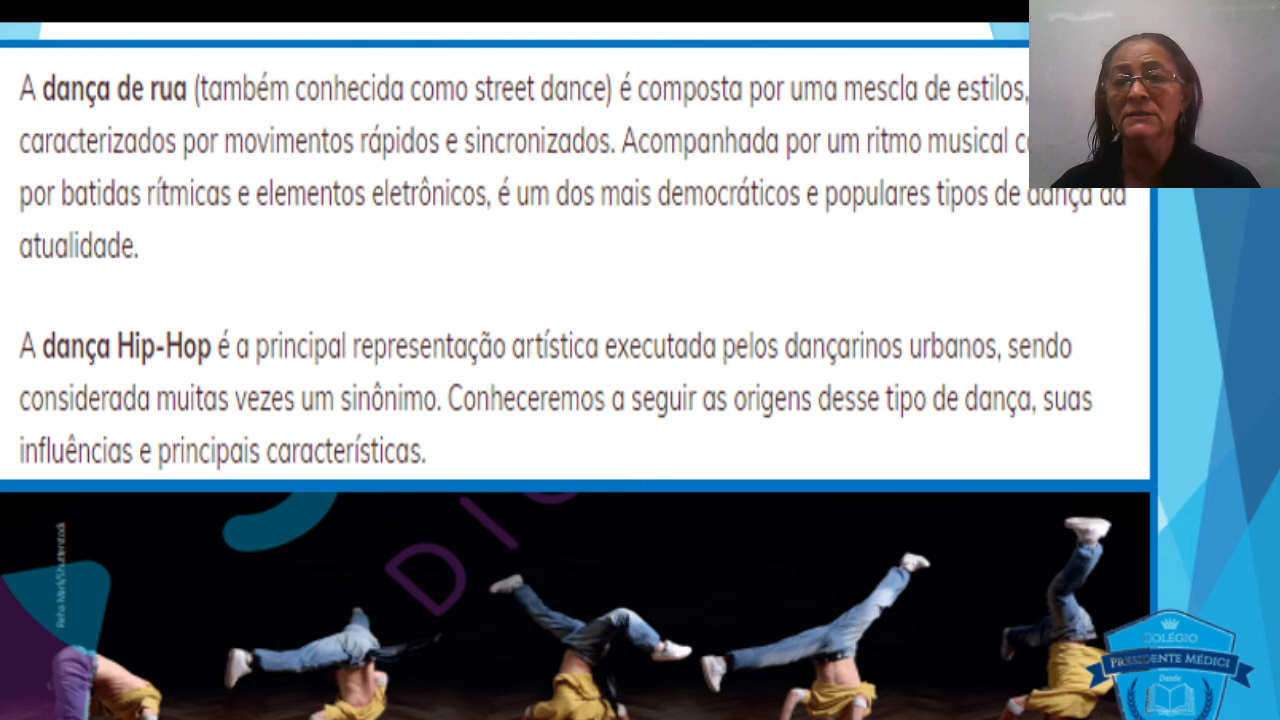 A dança de rua (também conhecida como street dance) é composta por uma mescla de estilos,
caracterizados por movimentos rápidos e sincronizados. Acompanhada por um ritmo musical
por batidas rítmicas e elementos eletrônicos, é um dos mais democráticos e populares tipos de dança da
atualidade.
A dança Hip-Hop é a principal representação artística executada pelos dançarinos urbanos, sendo
considerada muitas vezes um sinônimo. Conheceremos a seguir as origens desse tipo de dança, suas
influências e principais características.
COLÉGIO
PRESIDENTE MÉDICI
Desde